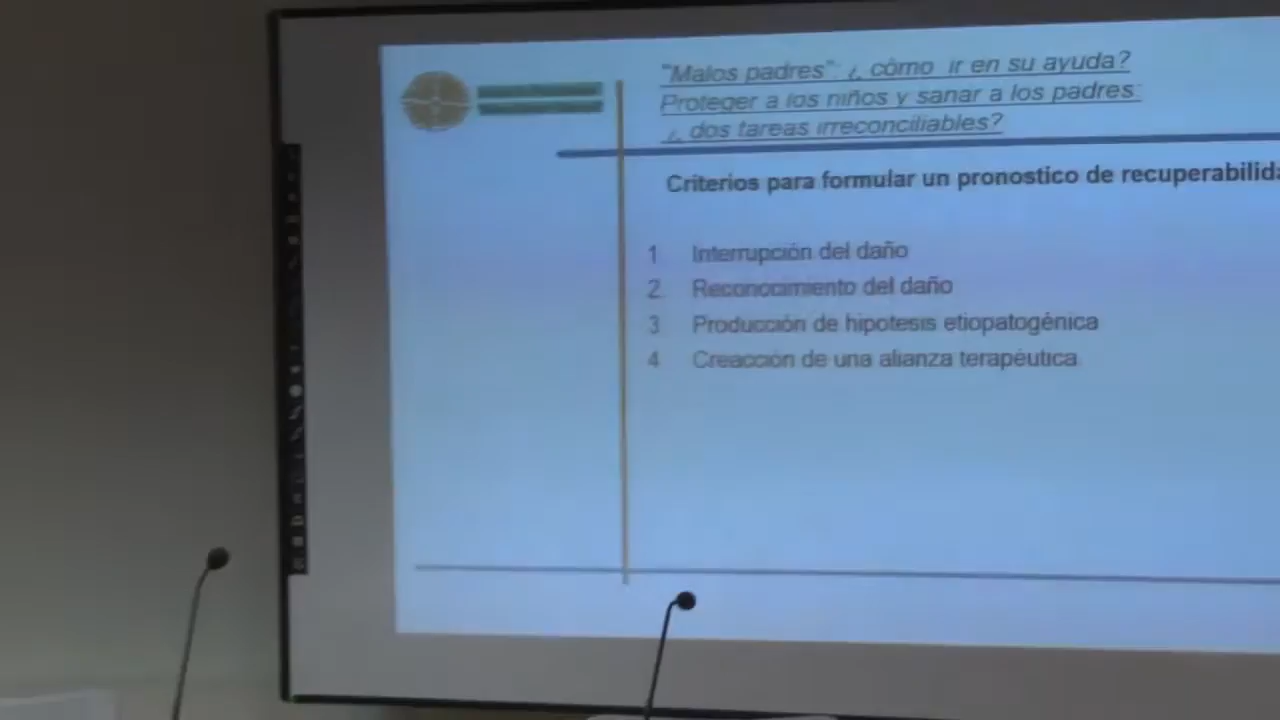 "Malos padres": ¿ cómo ir en su ayuda?
Proteger a los niños y sanar a los padres:
¿ dos tareas irreconciliables?
Criterios para formular un pronostico de
1 Interrupción del daño
2. Reconocimiento del daño
3 Producción de hipotesis etiopatogénica
4 Creacción de una alianza terapéutica.